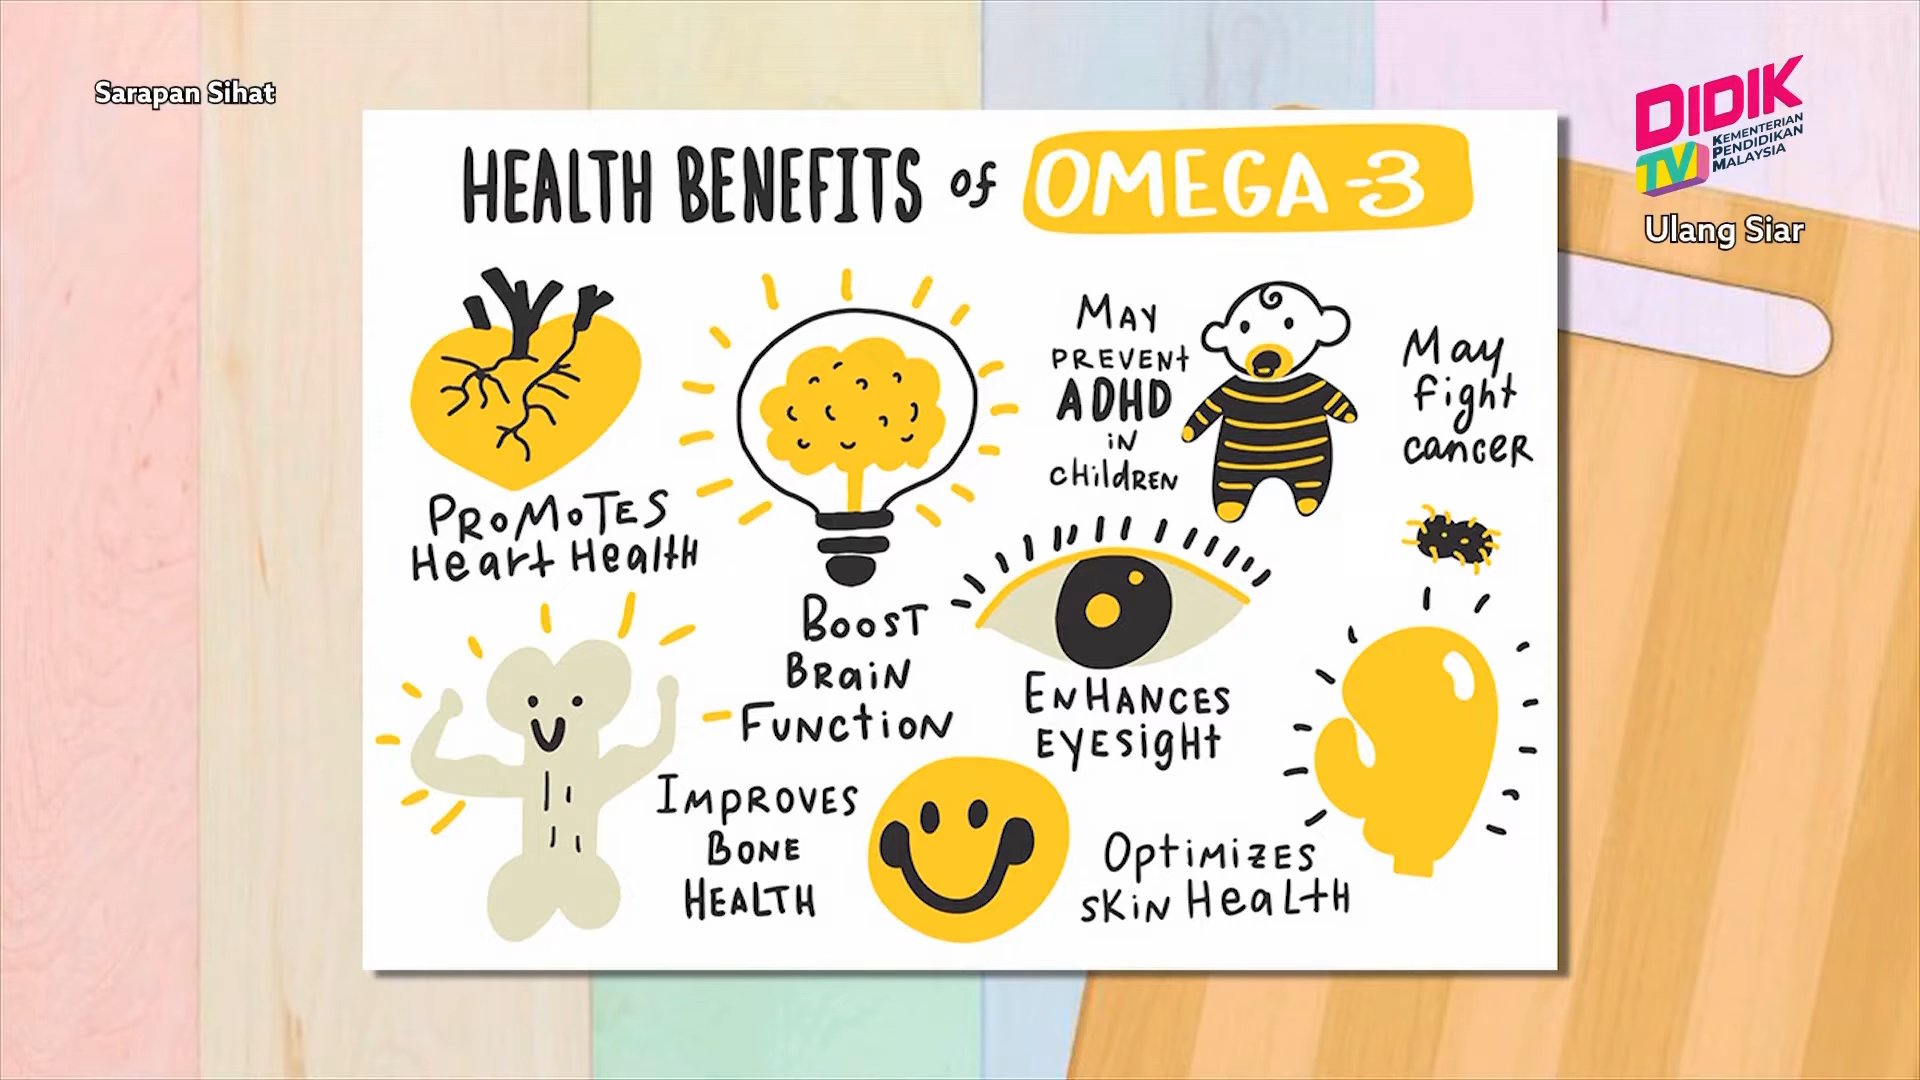 Sarapan Sihat
DIDIK
TV
KEMENTERIAN
PENDIDIKAN
MALAYSIA
Ulang Siar
HEALTH BENEFITS of OMEGA-3
PROMOTES
Heart Health
BOOST
BRAIN
FUNCTION
MAY
PREVENT
ADHD
IN
CHILDREN
May
fight
cancer
ENHANCES
EYESIGHT
IMPROVES
BONE
HEALTH
OPTIMIZES
SKIN HEALTH